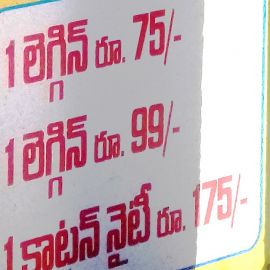 1 లెగ్గిన్ రూ. 75/-
1 లెగ్గిన్ రూ. 99/-
1 కాటన్ నైటీ రూ. 175/-